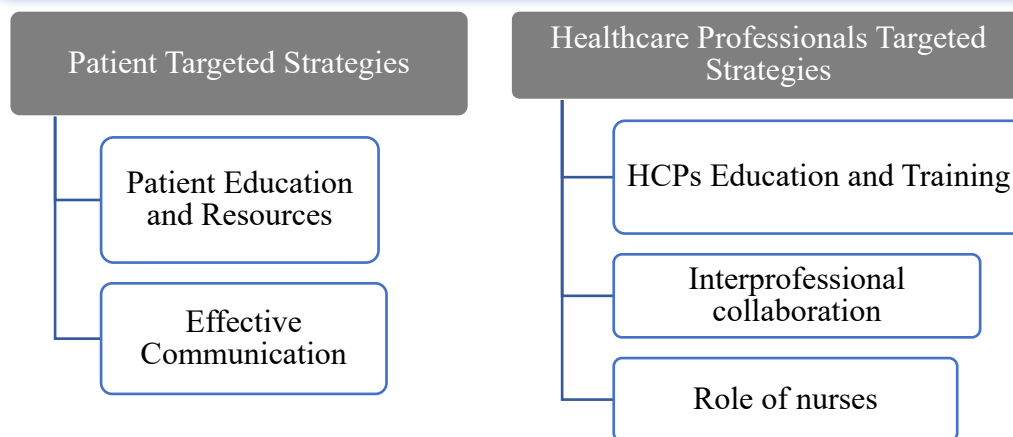 Patient Targeted Strategies
Patient Education
and Resources
Effective
Communication
Healthcare Professionals Targeted
Strategies
HCPs Education and Training
Interprofessional
collaboration
Role of nurses